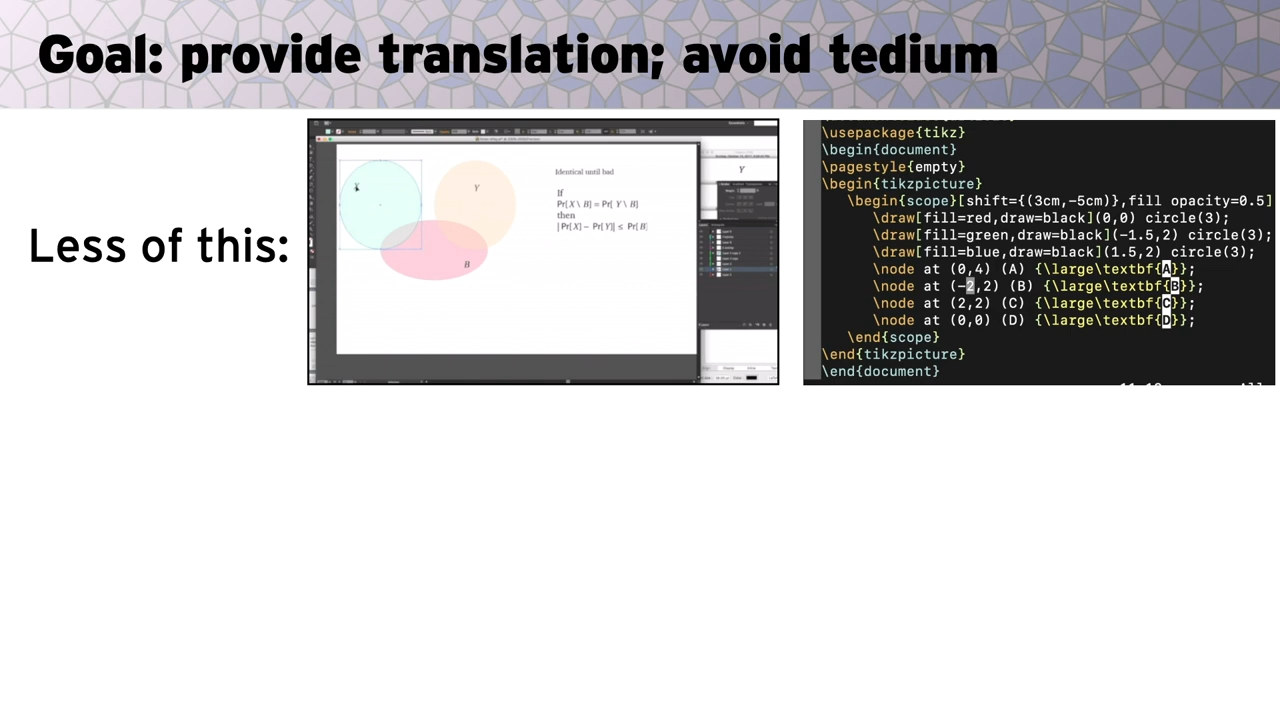 Goal: provide translation; avoid tedium
Less of this:
X
Y
B
Identical until bad
If
Pr[X \ B] = Pr[ Y \ B]
then
| Pr[X] − Pr[Y]| ≤ Pr[B]
Y
\usepackage{tikz}
\begin{document}
\pagestyle{empty}
\begin{tikzpicture}
\begin{scope}[shift={(3cm,-5cm)},fill opacity=0.5]
\draw[fill=red,draw=black](0,0) circle(3);
\draw[fill=green,draw=black](-1.5,2) circle(3);
\draw[fill=blue,draw=black](1.5,2) circle(3);
\node at (0,4) (A) {\large\textbf{A}};
\node at (-2,2) (B) {\large\textbf{B}};
\node at (2,2) (C) {\large\textbf{C}};
\node at (0,0) (D) {\large\textbf{D}};
\end{scope}
\end{tikzpicture}
\end{document}